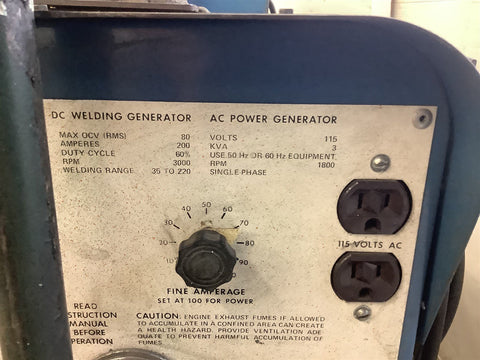 DC WELDING GENERATOR
MAX OCV (RMS) 80
AMPERES 200
DUTY CYCLE 60%
RPM 3000
WELDING RANGE 35 TO 220
AC POWER GENERATOR
VOLTS 115
KVA 3
USE 50 Hz OR 60 Hz EQUIPMENT
RPM 1800
SINGLE PHASE
30 40 50 60 70
80
FINE AMPERAGE
SET AT 100 FOR POWER
115 VOLTS AC
READ
MANUAL
BEFORE
CAUTION: ENGINE EXHAUST FUMES IF ALLOWED
TO ACCUMULATE IN A CONFINED AREA CAN CREATE
A HEALTH HAZARD. PROVIDE VENTILATION ADE
QUATE TO PREVENT HARMFUL ACCUMULATION OF
FUMES